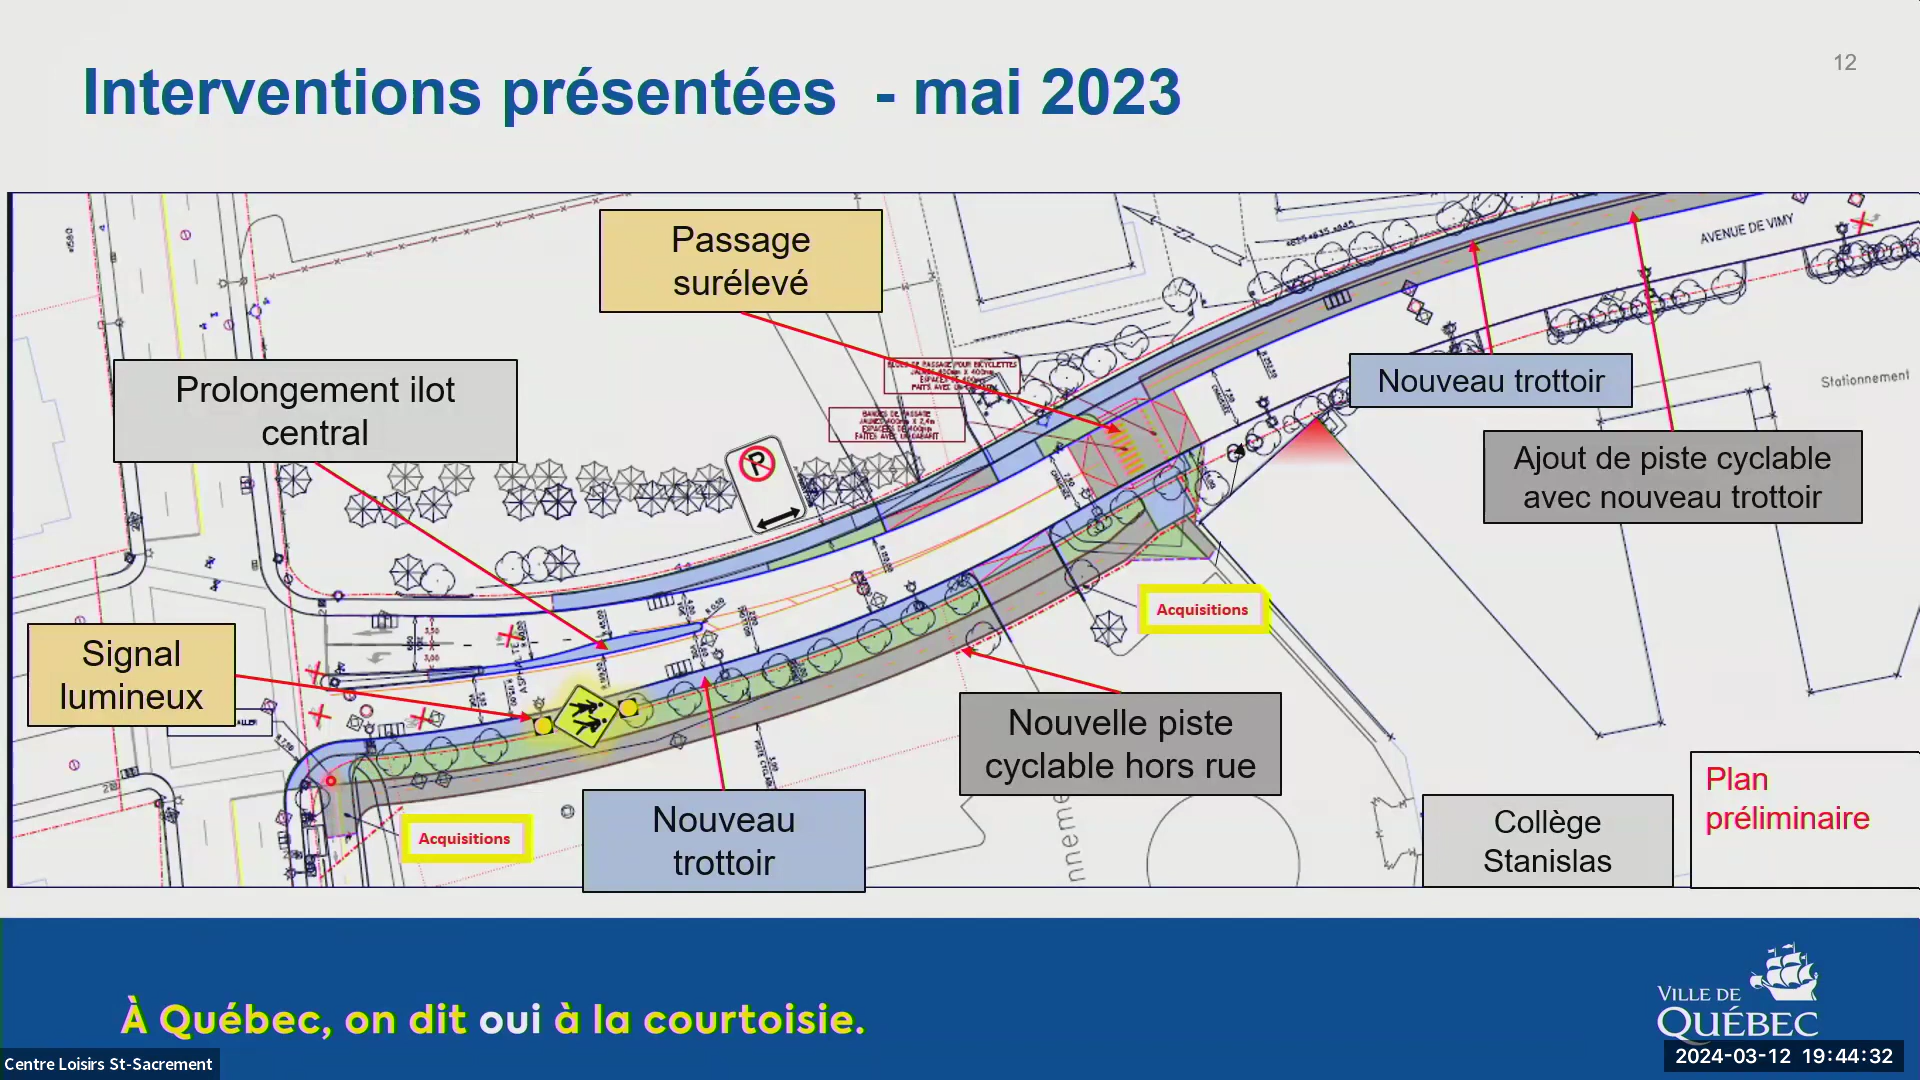 Interventions présentées - mai 2023
12
Passage
surélevé
AVENUE DE VIMY
Prolongement ilot
central
Nouveau trottoir
Stationnement
Ajout de piste cyclable
avec nouveau trottoir
P
Acquisitions
Signal
lumineux
Nouvelle piste
cyclable hors rue
Acquisitions
Nouveau
trottoir
Collège
Stanislas
Plan
préliminaire
À Québec, on dit oui à la courtoisie.
VILLE DE
QUÉBEC
Centre Loisirs St-Sacrement
2024-03-12 19:44:32